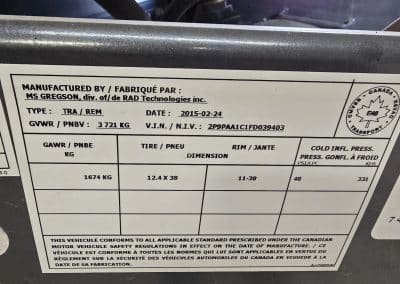 MANUFACTURED BY / FABRIQUÉ PAR :
MS GREGSON, div. of/de RAD Technologies inc.
TYPE : TRA / REM DATE : 2015-02-24
GVWR / PNBV : 3 721 KG V.I.N. / N.I.V. : 2P9PAA1C1FD039403
CANADA
TRANSPORT
GAWR / PNBE
KG
TIRE / PNEU RIM / JANTE
DIMENSION
COLD INFL. PRESS.
PRESS. GONFL. À FROID
KPA
1674 KG 12.4 X 38 11-38 48 331
THIS VEHICULE CONFORMS TO ALL APPLICABLE STANDARD PRESCRIBED UNDER THE CANADIAN
MOTOR VEHICULE SAFETY REGULATIONS IN EFFECT ON THE DATE OF MANUFACTURE. / CE
VÉHICULE EST CONFORME À TOUTES LES NORMES QUI LUI SONT APPLICABLES EN VERTUS DU
RÈGLEMENT SUR LA SÉCURITÉ DES VÉHICULES AUTOMOBILES DU CANADA EN VIGUEUR À LA
DATE DE SA FABRICATION.